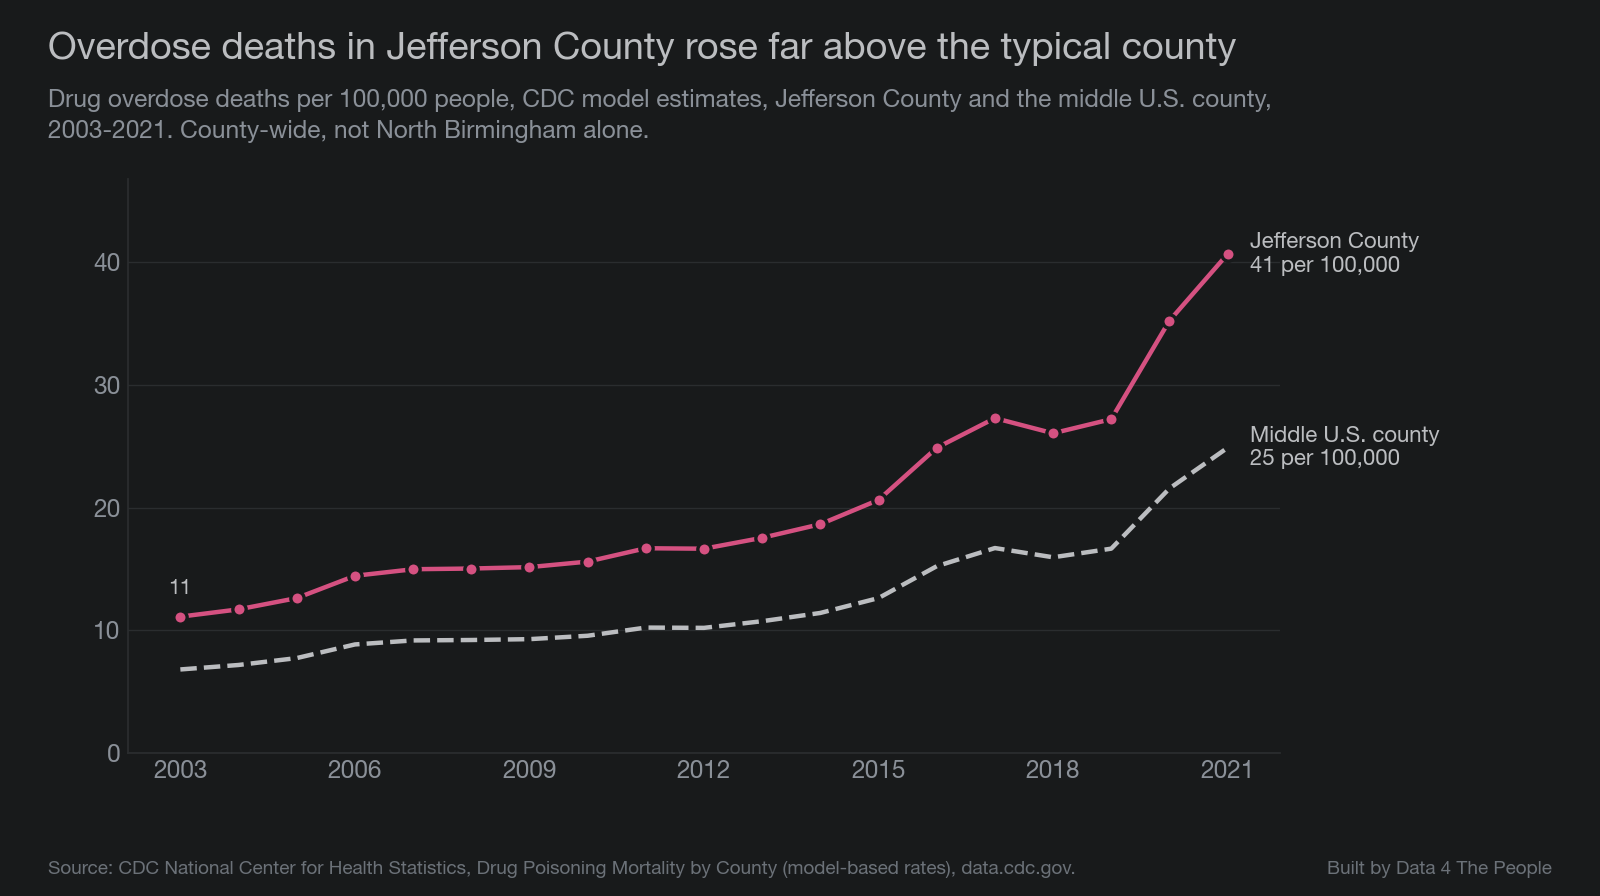 Overdose deaths in Jefferson County rose far above the typical county
Drug overdose deaths per 100,000 people, CDC model estimates, Jefferson County and the middle U.S. county,
2003-2021. County-wide, not North Birmingham alone.
40
30
20
10
0
11
Jefferson County
41 per 100,000
Middle U.S. county
25 per 100,000
2003 2006 2009 2012 2015 2018 2021
Source: CDC National Center for Health Statistics, Drug Poisoning Mortality by County (model-based rates), data.cdc.gov.
Built by Data 4 The People